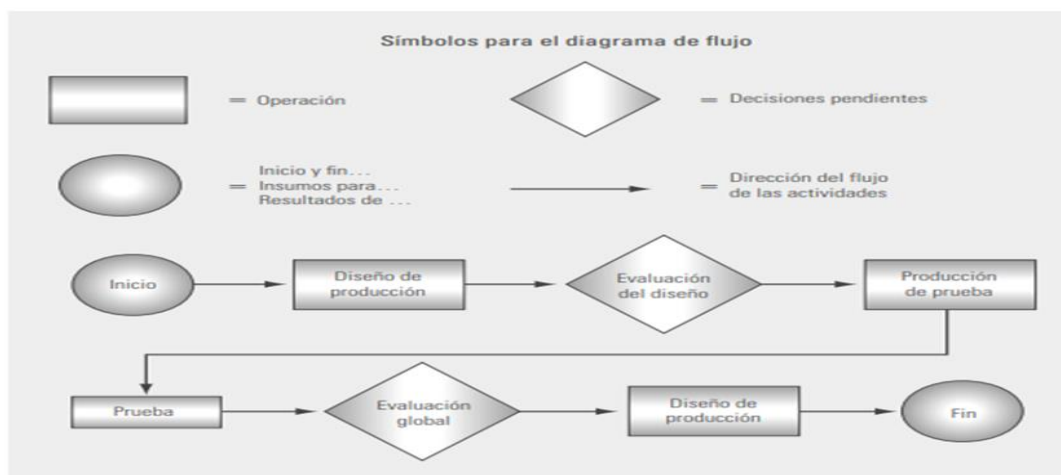 Símbolos para el diagrama de flujo
= Operación
= Decisiones pendientes
Inicio y fin...
= Insumos para...
Resultados de ...
= Dirección del flujo
de las actividades
Inicio
Diseño de
producción
Evaluación
del diseño
Producción
de prueba
Prueba
Evaluación
global
Diseño de
producción
Fin